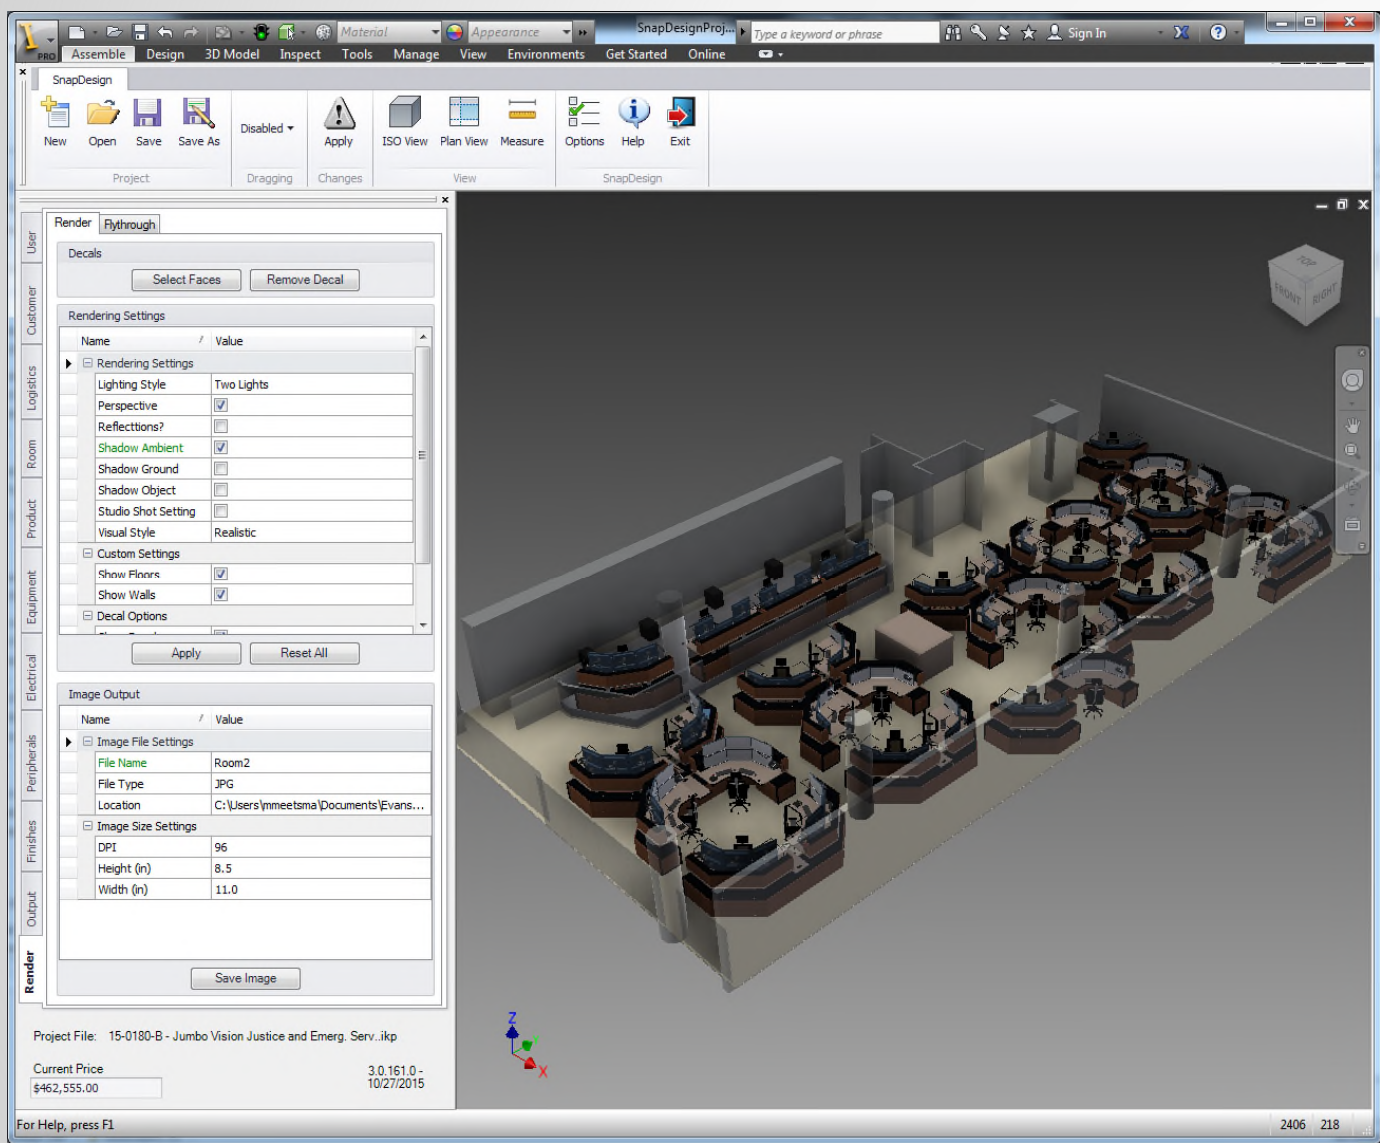 SnapDesignProj...
Material
Appearance
Type a keyword or phrase
Sign In
PRO
Assemble Design 3D Model Inspect Tools Manage View Environments Get Started Online
SnapDesign
New Open Save Save As Disabled Apply ISO View Plan View Measure Options Help Exit
Project Dragging Changes View SnapDesign
Render Flythrough
User
Customer
Logistics
Room
Product
Equipment
Electrical
Peripherals
Finishes
Output
Render
Decals
Select Faces Remove Decal
Rendering Settings
Name Value
Rendering Settings
Lighting Style Two Lights
Perspective
Reflecttions?
Shadow Ambient
Shadow Ground
Shadow Object
Studio Shot Setting
Visual Style Realistic
Custom Settings
Show Floors
Show Walls
Decal Options
Apply Reset All
Image Output
Name Value
Image File Settings
File Name Room2
File Type JPG
Location C:\Users\mmeetsma\Documents\Evans...
Image Size Settings
DPI 96
Height (in) 8.5
Width (in) 11.0
Save Image
Project File: 15-0180-B - Jumbo Vision Justice and Emerg. Serv..ikp
Current Price
$462,555.00
3.0.161.0 -
10/27/2015
TOP
FRONT RIGHT
Z
Y
X
For Help, press F1
2406 218